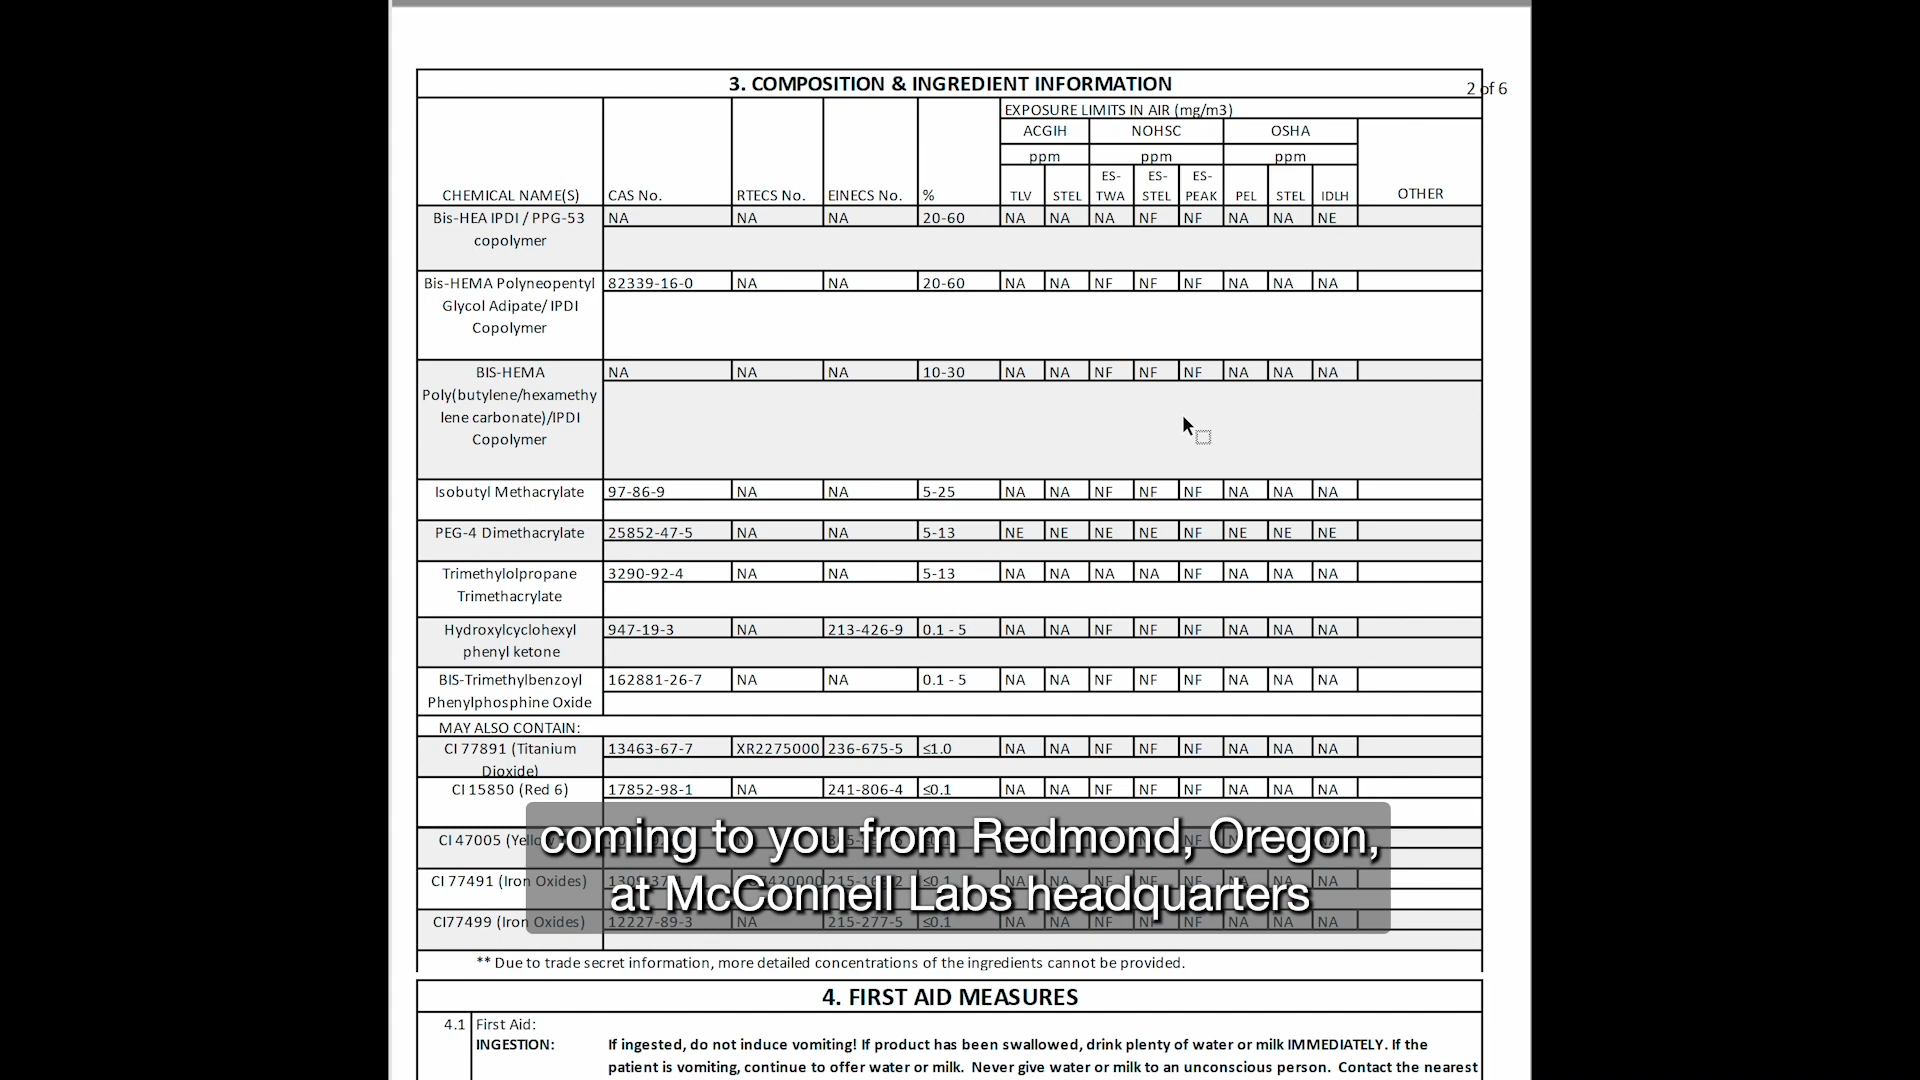 3. COMPOSITION & INGREDIENT INFORMATION
2 of 6
EXPOSURE LIMITS IN AIR (mg/m3)
ACGIH NOHSC OSHA
ppm ppm ppm
ES- ES- ES-
CHEMICAL NAME(S) CAS No. RTECS No. EINECS No. % TLV STEL TWA STEL PEAK PEL STEL IDLH OTHER
Bis-HEA IPDI / PPG-53 NA NA NA 20-60 NA NA NA NF NF NA NA NE
copolymer
Bis-HEMA Polyneopentyl 82339-16-0 NA NA 20-60 NA NA NF NF NF NA NA NA
Glycol Adipate/ IPDI
Copolymer
BIS-HEMA NA NA NA 10-30 NA NA NF NF NF NA NA NA
Poly(butylene/hexamethy
lene carbonate)/IPDI
Copolymer
Isobutyl Methacrylate 97-86-9 NA NA 5-25 NA NA NF NF NF NA NA NA
PEG-4 Dimethacrylate 25852-47-5 NA NA 5-13 NE NE NE NE NF NE NE NE
Trimethylolpropane 3290-92-4 NA NA 5-13 NA NA NA NA NF NA NA NA
Trimethacrylate
Hydroxylcyclohexyl 947-19-3 NA 213-426-9 0.1 - 5 NA NA NF NF NF NA NA NA
phenyl ketone
BIS-Trimethylbenzoyl 162881-26-7 NA NA 0.1 - 5 NA NA NF NF NF NA NA NA
Phenylphosphine Oxide
MAY ALSO CONTAIN:
CI 77891 (Titanium 13463-67-7 XR2275000 236-675-5 ≤1.0 NA NA NF NF NF NA NA NA
Dioxide)
CI 15850 (Red 6) 17852-98-1 NA 241-806-4 ≤0.1 NA NA NF NF NF NA NA NA
CI 47005
coming to you from Redmond, Oregon,
CI 77491 (Iron Oxides)
at McConnell Labs headquarters
CI77499 (Iron Oxides) 12227-89-3 NA 215-277-5 ≤0.1 NA NA NF NF NF NA NA NA
** Due to trade secret information, more detailed concentrations of the ingredients cannot be provided.
4. FIRST AID MEASURES
4.1 First Aid:
INGESTION: If ingested, do not induce vomiting! If product has been swallowed, drink plenty of water or milk IMMEDIATELY. If the
patient is vomiting, continue to offer water or milk. Never give water or milk to an unconscious person. Contact the nearest